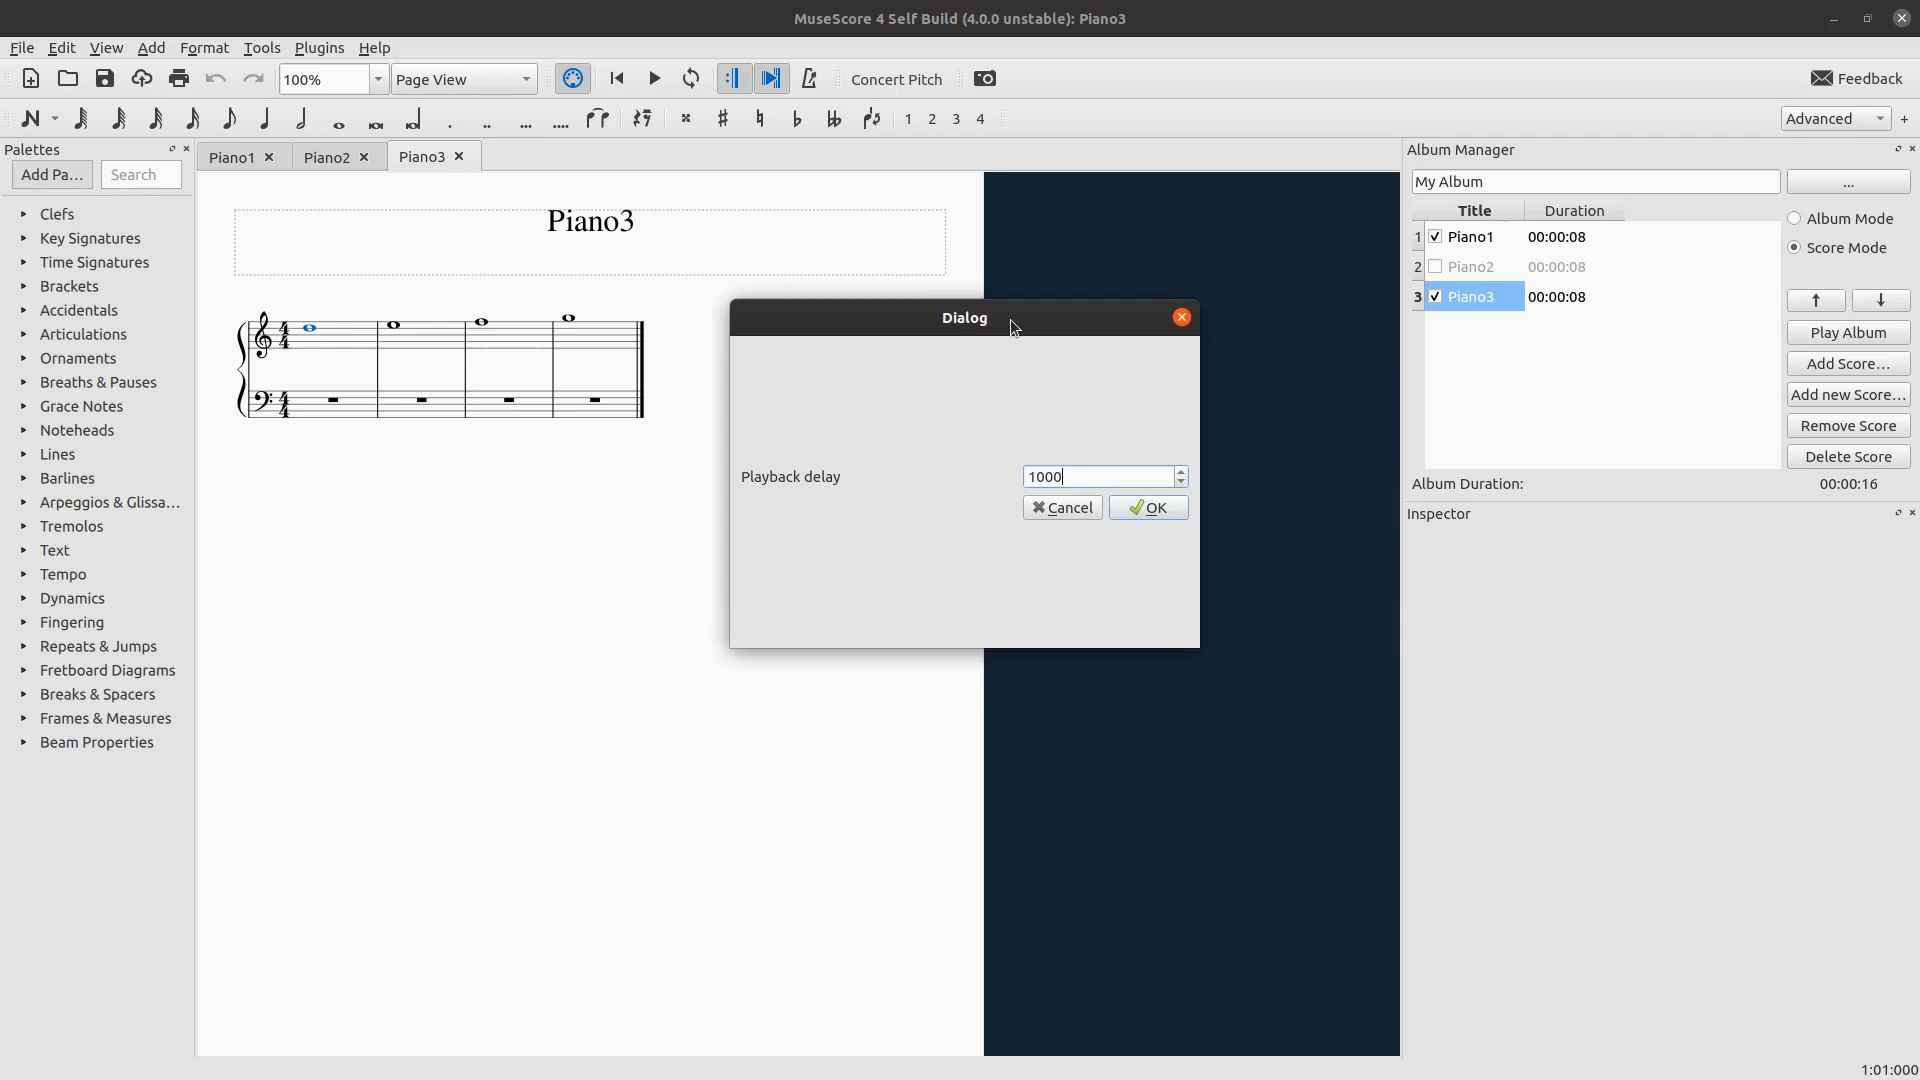 MuseScore 4 Self Build (4.0.0 unstable): Piano3
File Edit View Add Format Tools Plugins Help
100% Page View Concert Pitch Feedback
1 2 3 4 Advanced +
Palettes
Add Pa... Search
Clefs
Key Signatures
Time Signatures
Brackets
Accidentals
Articulations
Ornaments
Breaths & Pauses
Grace Notes
Noteheads
Lines
Barlines
Arpeggios & Glissa...
Tremolos
Text
Tempo
Dynamics
Fingering
Repeats & Jumps
Fretboard Diagrams
Breaks & Spacers
Frames & Measures
Beam Properties
Piano1 Piano2 Piano3
Piano3
Dialog
Playback delay 1000
Cancel OK
Album Manager
My Album ...
Title Duration
1 Piano1 00:00:08
2 Piano2 00:00:08
3 Piano3 00:00:08
Album Mode
Score Mode
↑ ↓
Play Album
Add Score...
Add new Score...
Remove Score
Delete Score
Album Duration: 00:00:16
Inspector
1:01:000